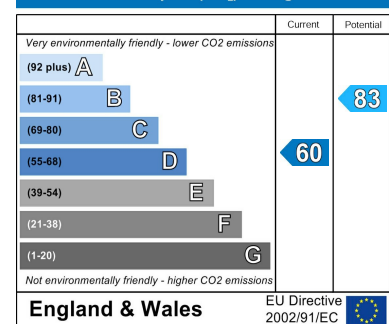 Current Potential
Very environmentally friendly - lower CO2 emissions
(92 plus) A
(81-91) B
83
(69-80) C
(55-68) D
60
(39-54) E
(21-38) F
(1-20) G
Not environmentally friendly - higher CO2 emissions
England & Wales
EU Directive
2002/91/EC